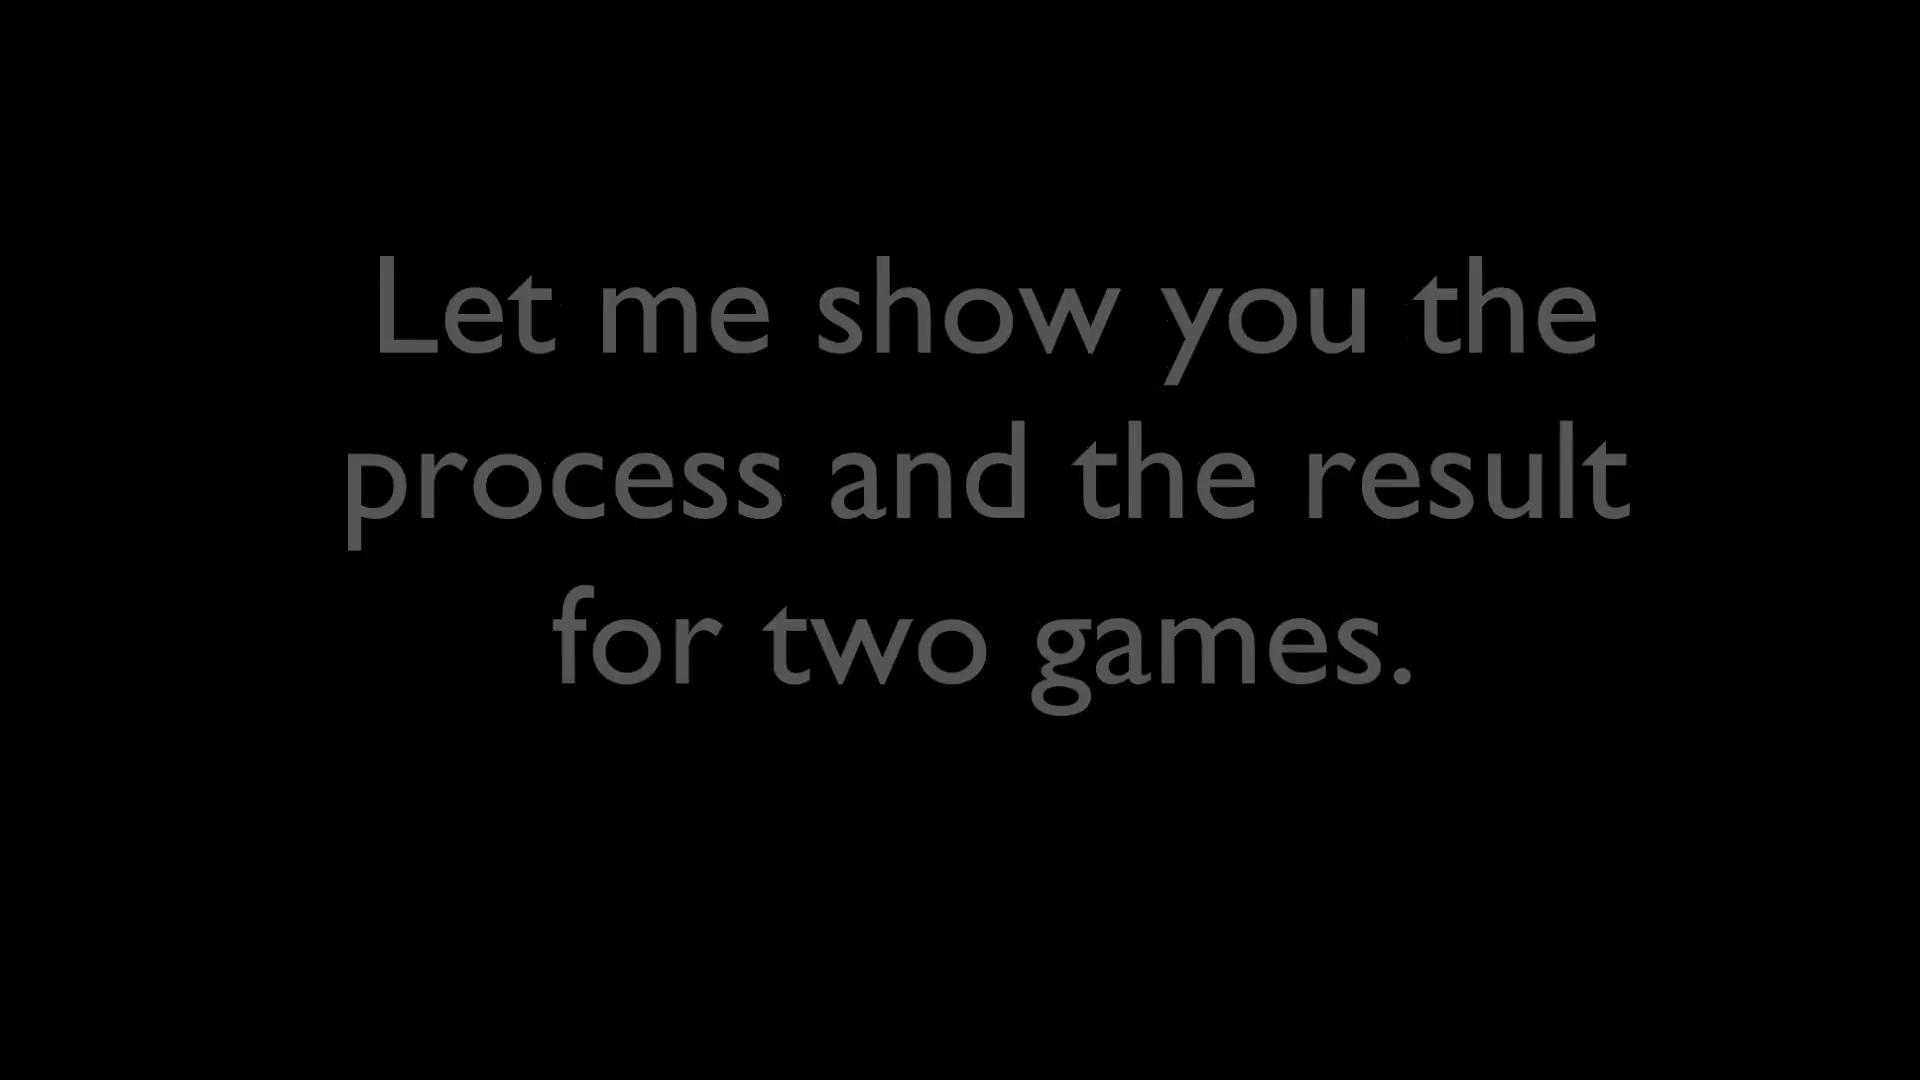 Let me show you the
process and the result
for two games.